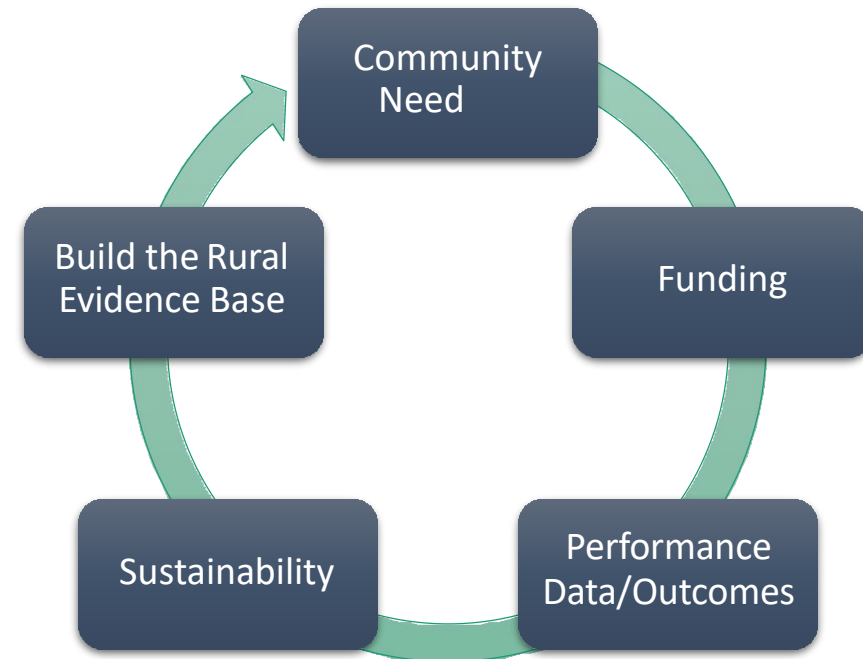 Community
Need
Funding
Performance
Data/Outcomes
Sustainability
Build the Rural
Evidence Base